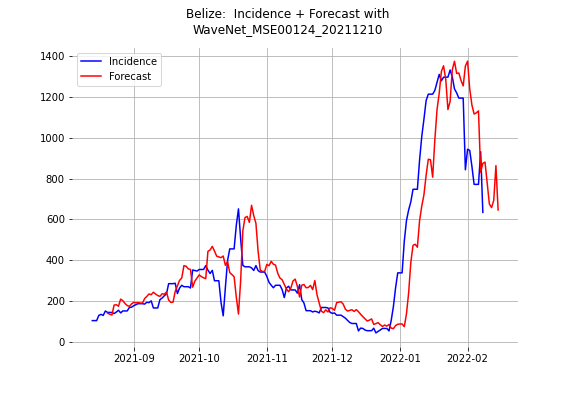 Belize:  Incidence + Forecast with
WaveNet_MSE00124_20211210
Incidence
Forecast
1400
1200
1000
800
600
400
200
0
2021-09 2021-10 2021-11 2021-12 2022-01 2022-02